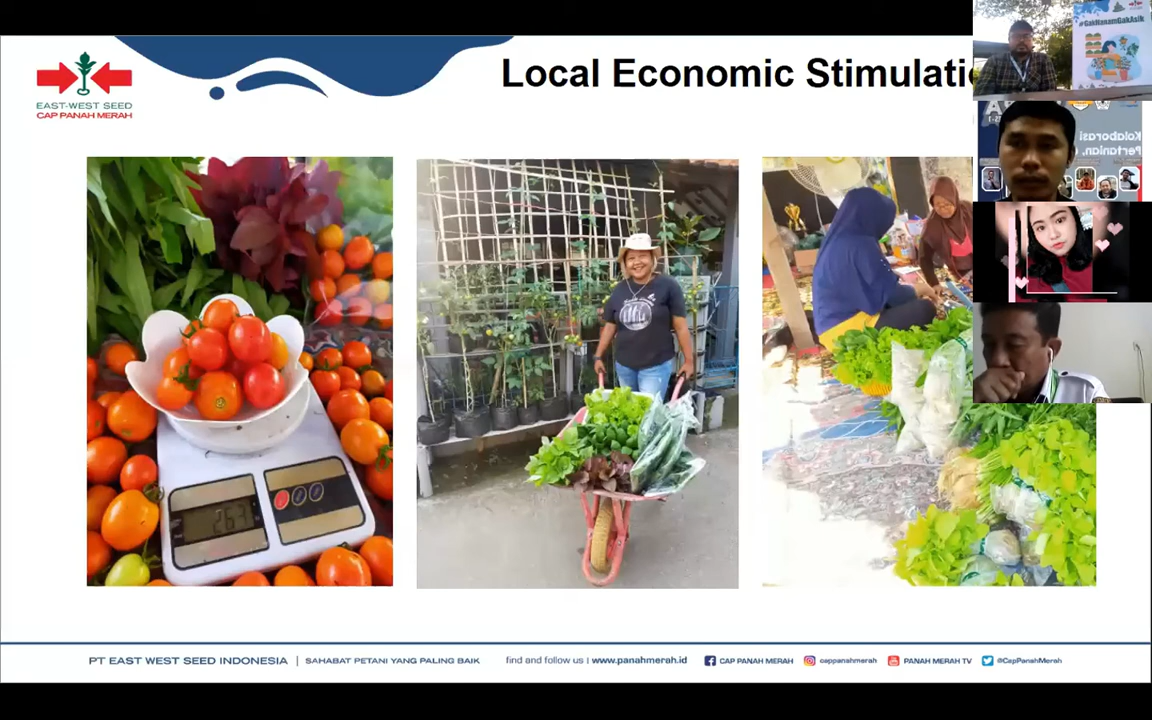 Local Economic Stimulatio
EAST-WEST SEED
CAP PANAH MERAH
#GakNanamGakAsik
Kolaborasi
Pertanian,
PT EAST WEST SEED INDONESIA | SAHABAT PETANI YANG PALING BAIK
find and follow us | www.panahmerah.id
CAP PANAH MERAH
cappanahmerah
PANAH MERAH TV
@CapPanahMerah